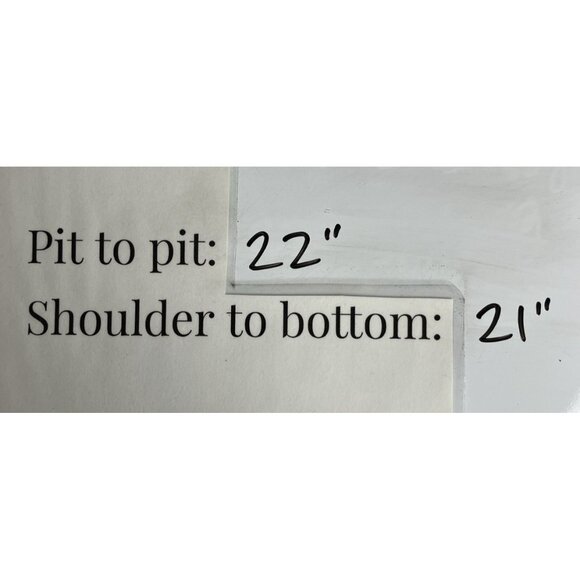 Pit to pit: 22"
Shoulder to bottom: 21"